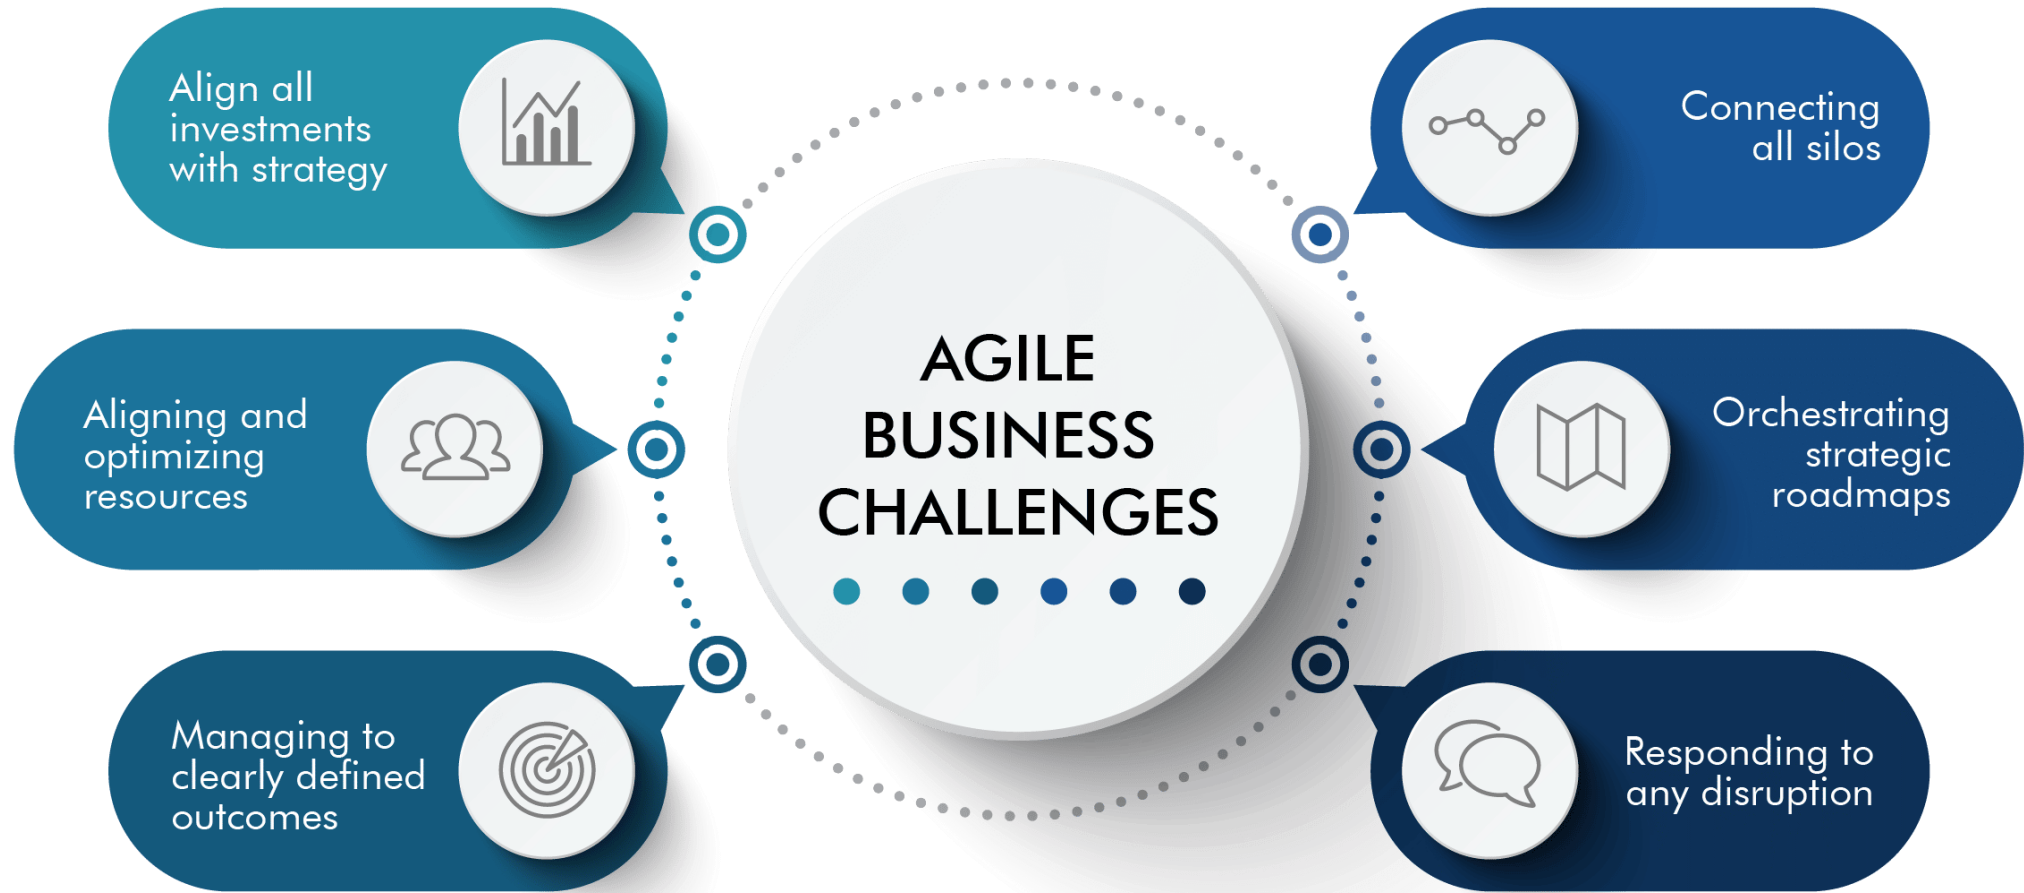 Align all
investments
with strategy
Aligning and
optimizing
resources
Managing to
clearly defined
outcomes
AGILE
BUSINESS
CHALLENGES
Connecting
all silos
Orchestrating
strategic
roadmaps
Responding to
any disruption